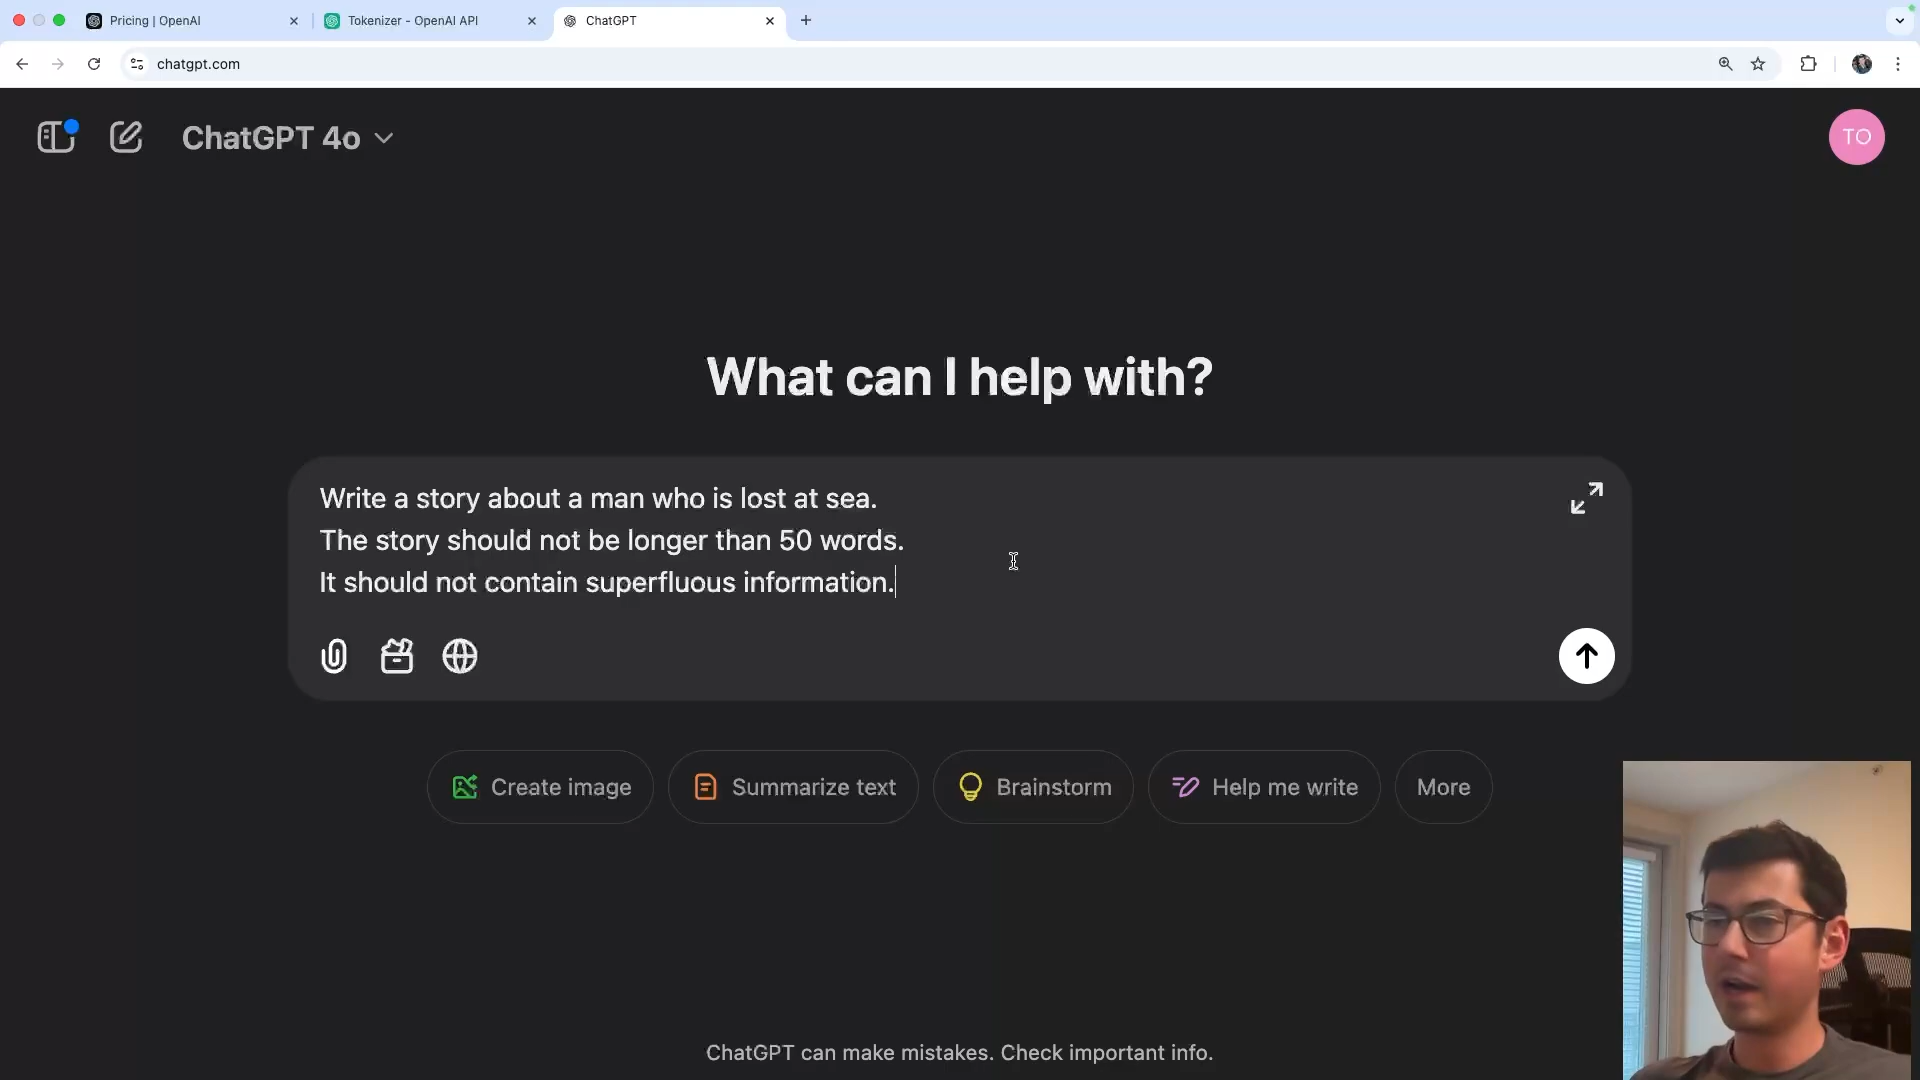 Pricing | OpenAI
Tokenizer - OpenAI API
ChatGPT
chatgpt.com
ChatGPT 4o
TO
What can I help with?
Write a story about a man who is lost at sea.
The story should not be longer than 50 words.
It should not contain superfluous information.
Create image
Summarize text
Brainstorm
Help me write
More
ChatGPT can make mistakes. Check important info.